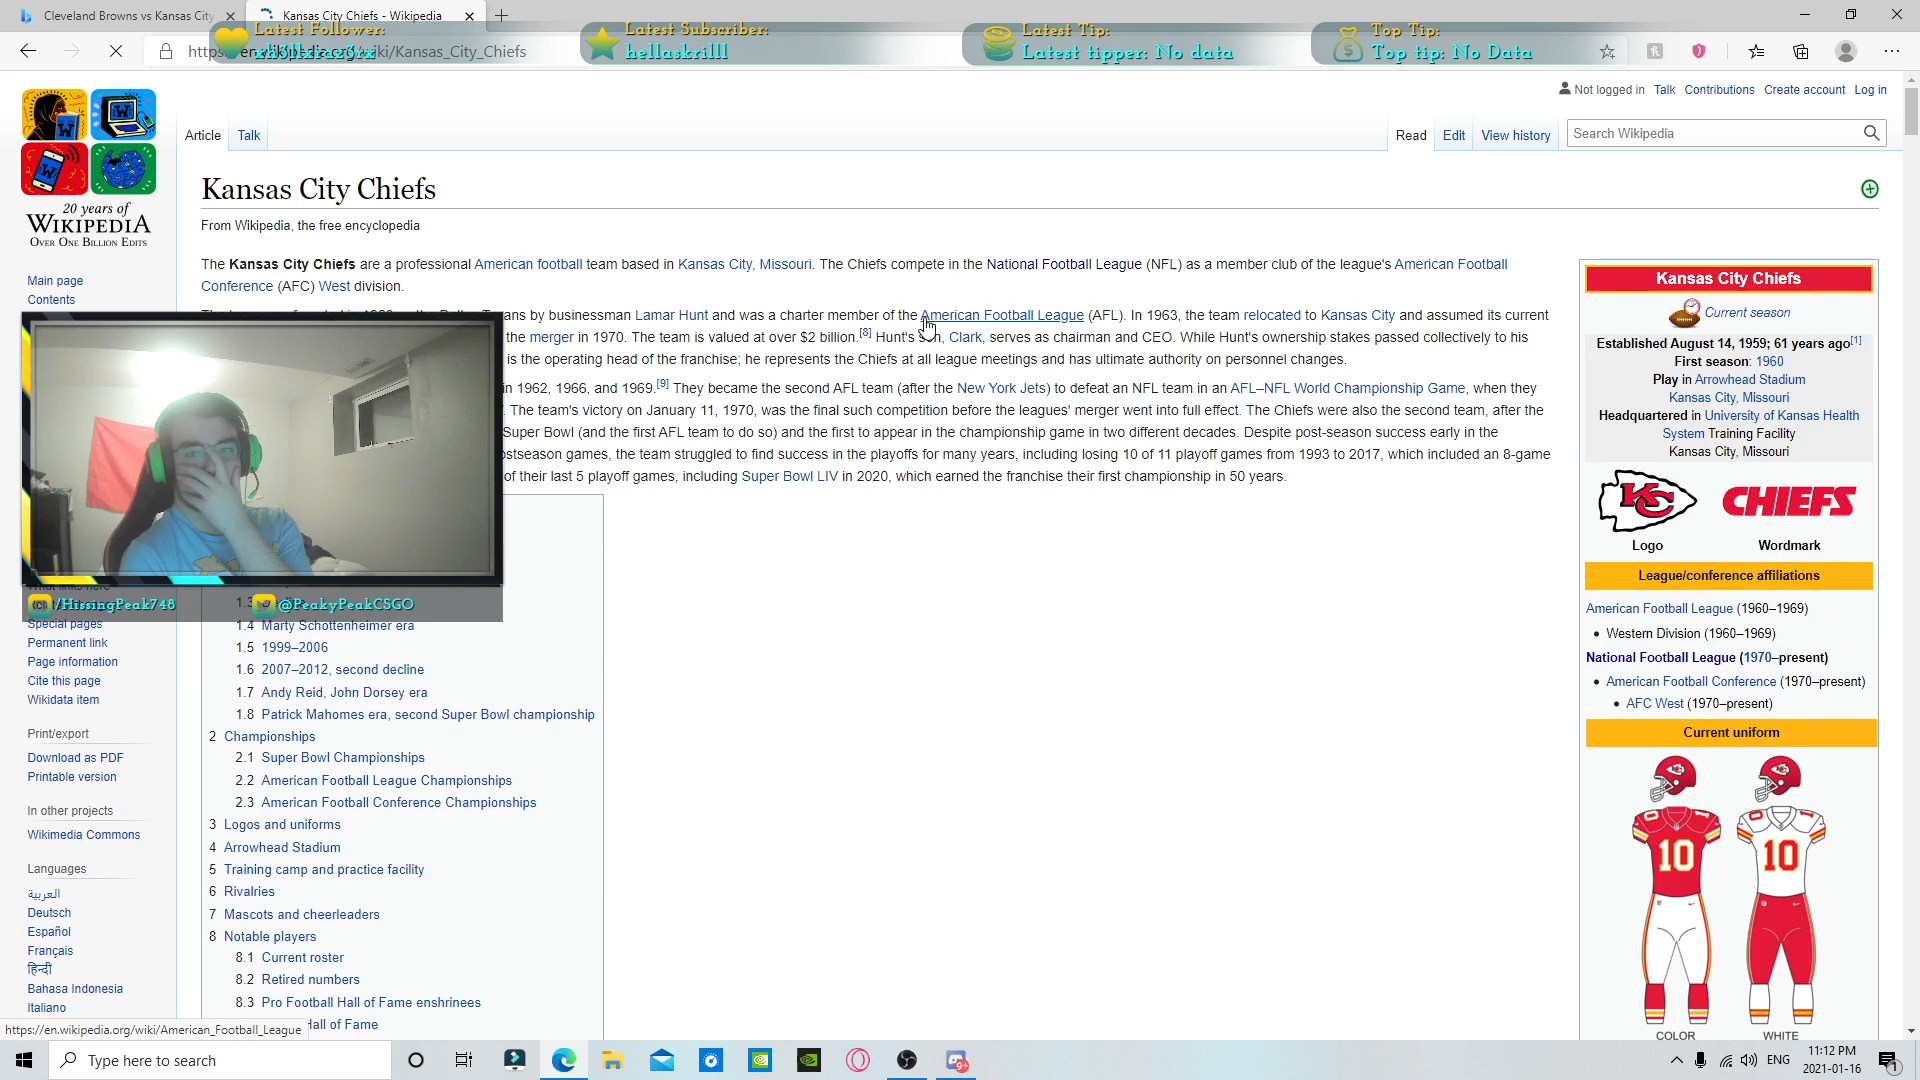 Cleveland Browns vs Kansas City
Kansas City Chiefs - Wikipedia
Latest Follower:
Latest Subscriber:
hellaskrilll
Latest Tip:
Latest tipper: No data
Top Tip:
Top tip: No Data
Not logged in Talk Contributions Create account Log in
Article Talk
Read Edit View history
Search Wikipedia
20 years of
WIKIPEDIA
OVER ONE BILLION EDITS
Kansas City Chiefs
From Wikipedia, the free encyclopedia
The Kansas City Chiefs are a professional American football team based in Kansas City, Missouri. The Chiefs compete in the National Football League (NFL) as a member club of the league's American Football
Conference (AFC) West division.
by businessman Lamar Hunt and was a charter member of the American Football League (AFL). In 1963, the team relocated to Kansas City and assumed its current
the merger in 1970. The team is valued at over $2 billion.[8] Hunt's son, Clark, serves as chairman and CEO. While Hunt's ownership stakes passed collectively to his
is the operating head of the franchise; he represents the Chiefs at all league meetings and has ultimate authority on personnel changes.
in 1962, 1966, and 1969.[9] They became the second AFL team (after the New York Jets) to defeat an NFL team in an AFL–NFL World Championship Game, when they
The team's victory on January 11, 1970, was the final such competition before the leagues' merger went into full effect. The Chiefs were also the second team, after the
Super Bowl (and the first AFL team to do so) and the first to appear in the championship game in two different decades. Despite post-season success early in the
stseason games, the team struggled to find success in the playoffs for many years, including losing 10 of 11 playoff games from 1993 to 2017, which included an 8-game
of their last 5 playoff games, including Super Bowl LIV in 2020, which earned the franchise their first championship in 50 years.
Main page
Contents
/HissingPeak748
@PeakyPeakCSGO
Special pages
Permanent link
Page information
Cite this page
Wikidata item
Print/export
Download as PDF
Printable version
In other projects
Wikimedia Commons
Languages
العربية
Deutsch
Español
Français
हिन्दी
Bahasa Indonesia
Italiano
1.3
1.4 Marty Schottenheimer era
1.5 1999–2006
1.6 2007–2012, second decline
1.7 Andy Reid, John Dorsey era
1.8 Patrick Mahomes era, second Super Bowl championship
2 Championships
2.1 Super Bowl Championships
2.2 American Football League Championships
2.3 American Football Conference Championships
3 Logos and uniforms
4 Arrowhead Stadium
5 Training camp and practice facility
6 Rivalries
7 Mascots and cheerleaders
8 Notable players
8.1 Current roster
8.2 Retired numbers
8.3 Pro Football Hall of Fame enshrinees
Hall of Fame
Kansas City Chiefs
Current season
Established August 14, 1959; 61 years ago[1]
First season: 1960
Play in Arrowhead Stadium
Kansas City, Missouri
Headquartered in University of Kansas Health
System Training Facility
Kansas City, Missouri
KC
CHIEFS
Logo Wordmark
League/conference affiliations
American Football League (1960–1969)
Western Division (1960–1969)
National Football League (1970–present)
American Football Conference (1970–present)
AFC West (1970–present)
Current uniform
10 10
COLOR WHITE
https://en.wikipedia.org/wiki/American_Football_League
Type here to search
ENG
11:12 PM
2021-01-16